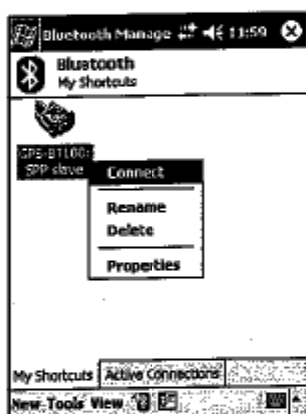 Bluetooth Manage 11:59
Bluetooth
My Shortcuts
GPS-BT100:
SPP slave
Connect
Rename
Delete
Properties
My Shortcuts Active Connections
New Tools View